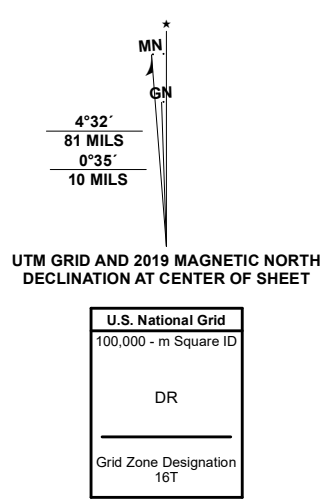 MN
GN
4°32´
81 MILS
0°35´
10 MILS
UTM GRID AND 2019 MAGNETIC NORTH
DECLINATION AT CENTER OF SHEET
U.S. National Grid
100,000 - m Square ID
DR
Grid Zone Designation
16T